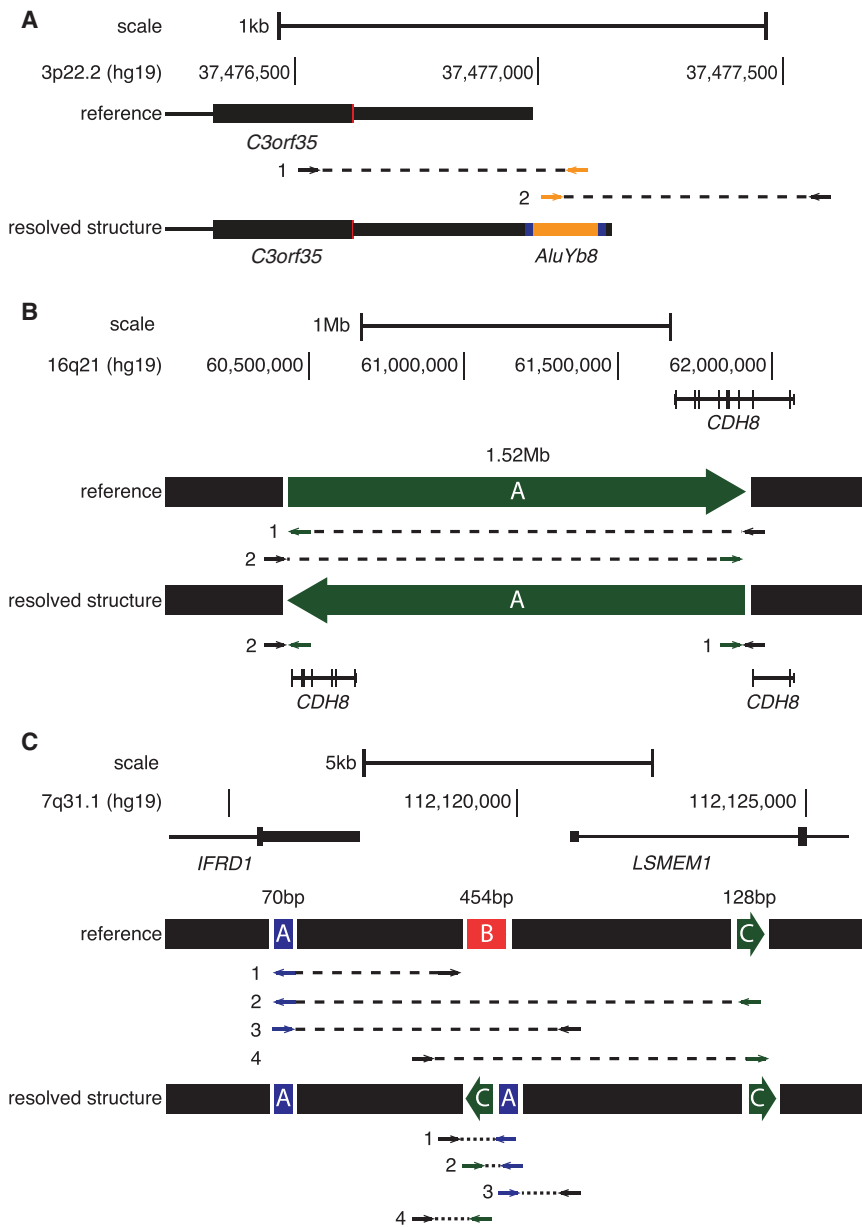 A
scale 1kb
3p22.2 (hg19) 37,476,500 37,477,000 37,477,500
reference
C3orf35
1
2
resolved structure
C3orf35 AluYb8
B
scale 1Mb
16q21 (hg19) 60,500,000 61,000,000 61,500,000 62,000,000
CDH8
1.52Mb
reference A
1
2
resolved structure A
2 1
CDH8 CDH8
C
scale 5kb
7q31.1 (hg19) 112,120,000 112,125,000
IFRD1 LSMEM1
70bp 454bp 128bp
reference A B C
1
2
3
4
resolved structure A C A C
1
2
3
4